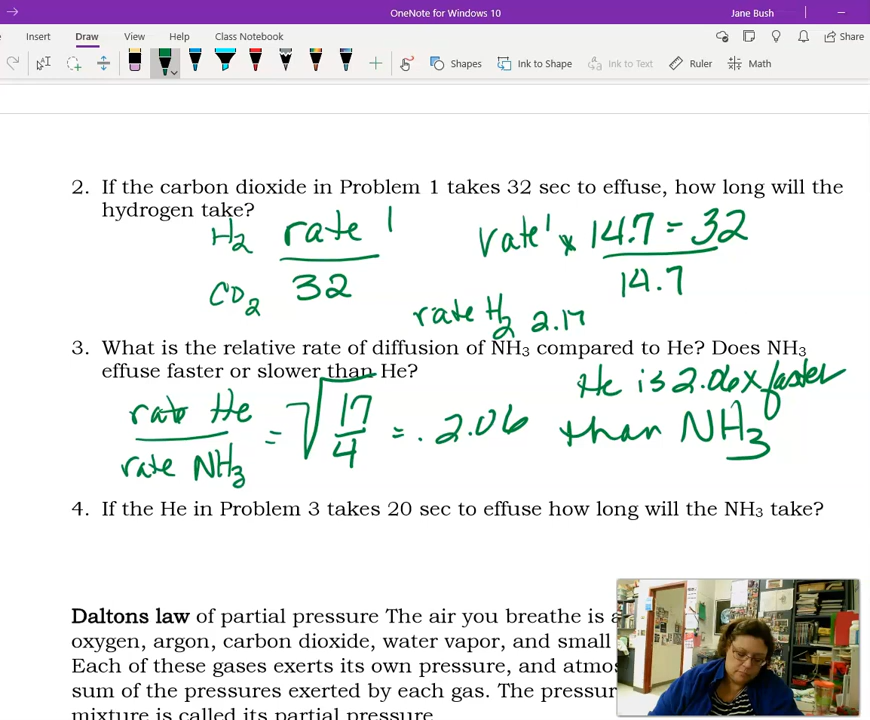 OneNote for Windows 10
Jane Bush
Insert Draw View Help Class Notebook
Share
Shapes Ink to Shape Ink to Text Ruler Math
2. If the carbon dioxide in Problem 1 takes 32 sec to effuse, how long will the
hydrogen take?
H2 rate 1
CO2 32
rate 1 x 14.7 = 32
14.7
rate H2 2.17
3. What is the relative rate of diffusion of NH3 compared to He? Does NH3
effuse faster or slower than He?
rate He
rate NH3
= √17/4 = . 2.06
He is 2.06x faster
than NH3
4. If the He in Problem 3 takes 20 sec to effuse how long will the NH3 take?
Daltons law of partial pressure The air you breathe is a
oxygen, argon, carbon dioxide, water vapor, and small
Each of these gases exerts its own pressure, and atmo
sum of the pressures exerted by each gas. The pressur
mixture is called its partial pressure